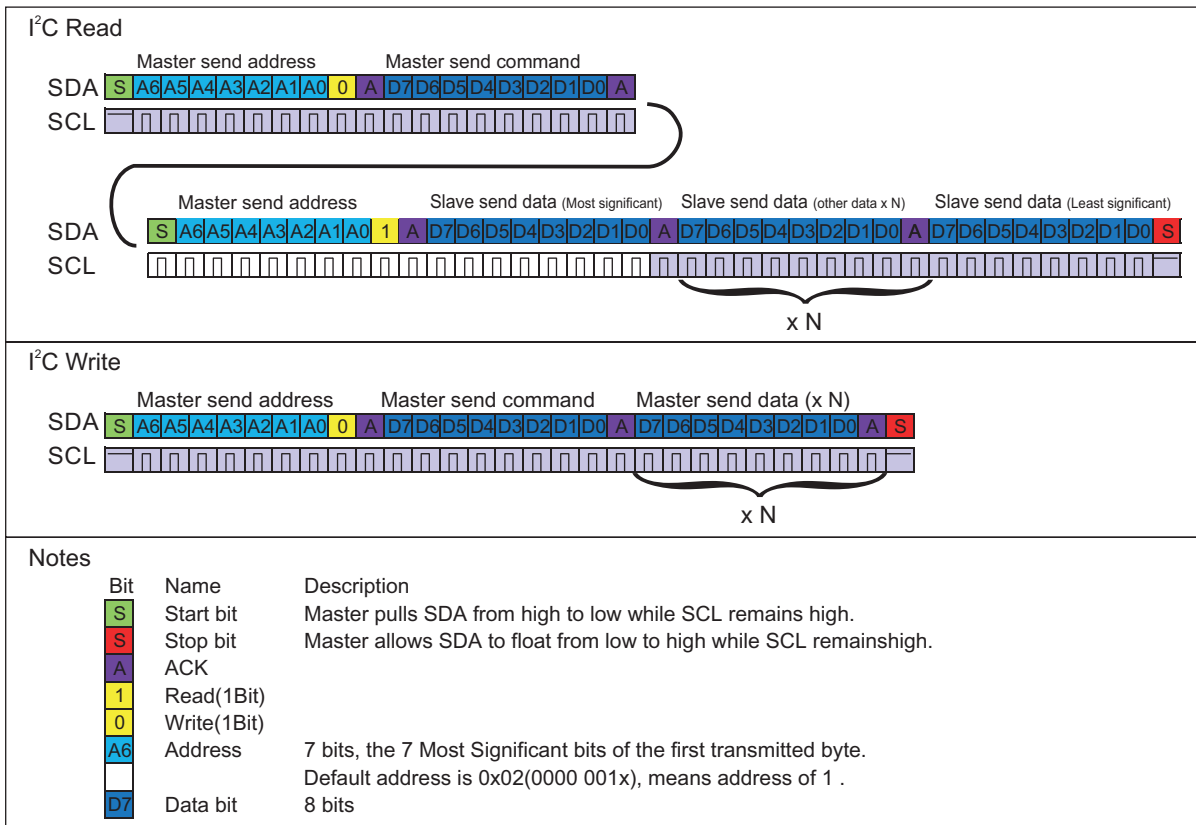 I²C Read
Master send address Master send command
SDA S A6 A5 A4 A3 A2 A1 A0 0 A D7 D6 D5 D4 D3 D2 D1 D0 A
SCL
Master send address Slave send data (Most significant) Slave send data (other data x N) Slave send data (Least significant)
SDA S A6 A5 A4 A3 A2 A1 A0 1 A D7 D6 D5 D4 D3 D2 D1 D0 A D7 D6 D5 D4 D3 D2 D1 D0 A D7 D6 D5 D4 D3 D2 D1 D0 S
SCL
x N
I²C Write
Master send address Master send command Master send data (x N)
SDA S A6 A5 A4 A3 A2 A1 A0 0 A D7 D6 D5 D4 D3 D2 D1 D0 A D7 D6 D5 D4 D3 D2 D1 D0 A S
SCL
x N
Notes
Bit Name Description
S Start bit Master pulls SDA from high to low while SCL remains high.
S Stop bit Master allows SDA to float from low to high while SCL remainshigh.
A ACK
1 Read(1Bit)
0 Write(1Bit)
A6 Address 7 bits, the 7 Most Significant bits of the first transmitted byte.
Default address is 0x02(0000 001x), means address of 1 .
D7 Data bit 8 bits